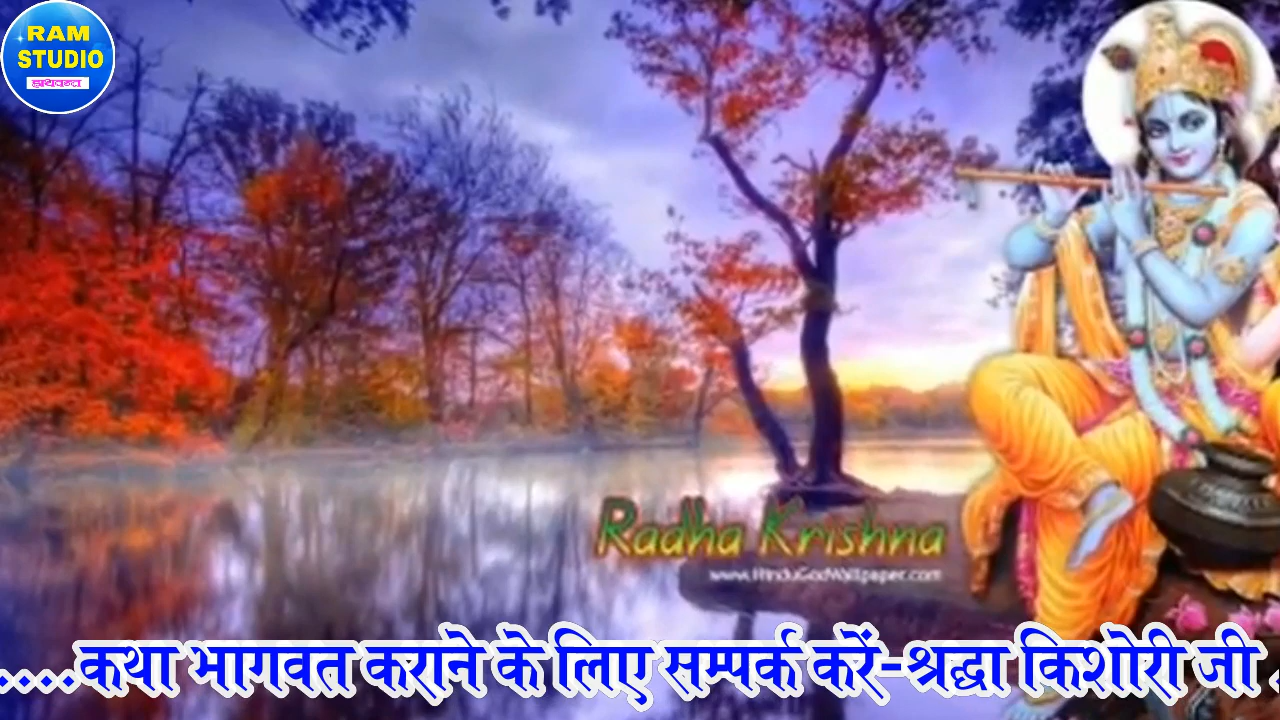 RAM
STUDIO
Radha Krishna
www.HinduGodWallpaper.com
....कथा भागवत कराने के लिए सम्पर्क करें-श्रद्धा किशोरी जी